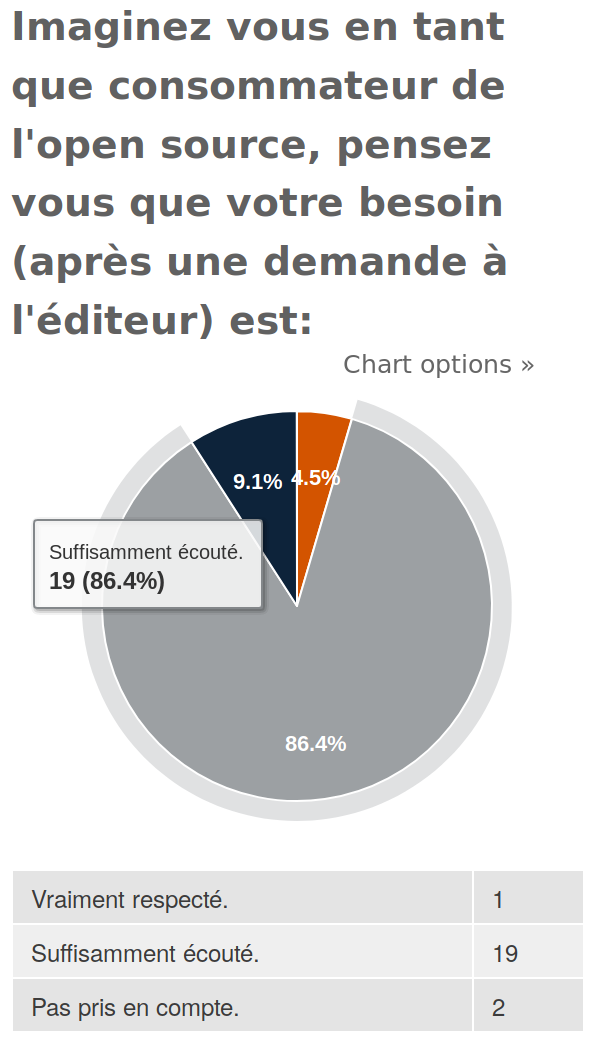 Imaginez vous en tant
que consommateur de
l'open source, pensez
vous que votre besoin
(après une demande à
l'éditeur) est:
Chart options »
9.1%
4.5%
Suffisamment écouté.
19 (86.4%)
86.4%
Vraiment respecté. 1
Suffisamment écouté. 19
Pas pris en compte. 2